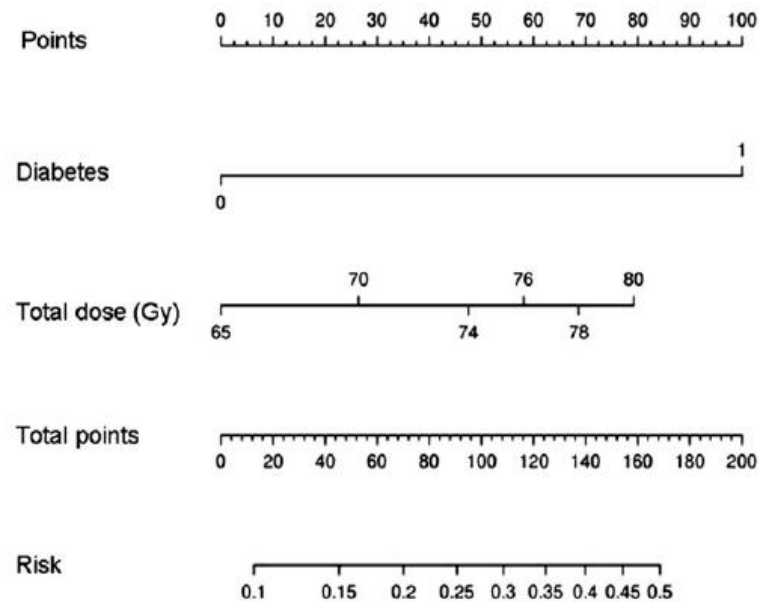 0 10 20 30 40 50 60 70 80 90 100
Points
1
Diabetes
0
70 76 80
Total dose (Gy)
65 74 78
Total points
0 20 40 60 80 100 120 140 160 180 200
Risk
0.1 0.15 0.2 0.25 0.3 0.35 0.4 0.45 0.5